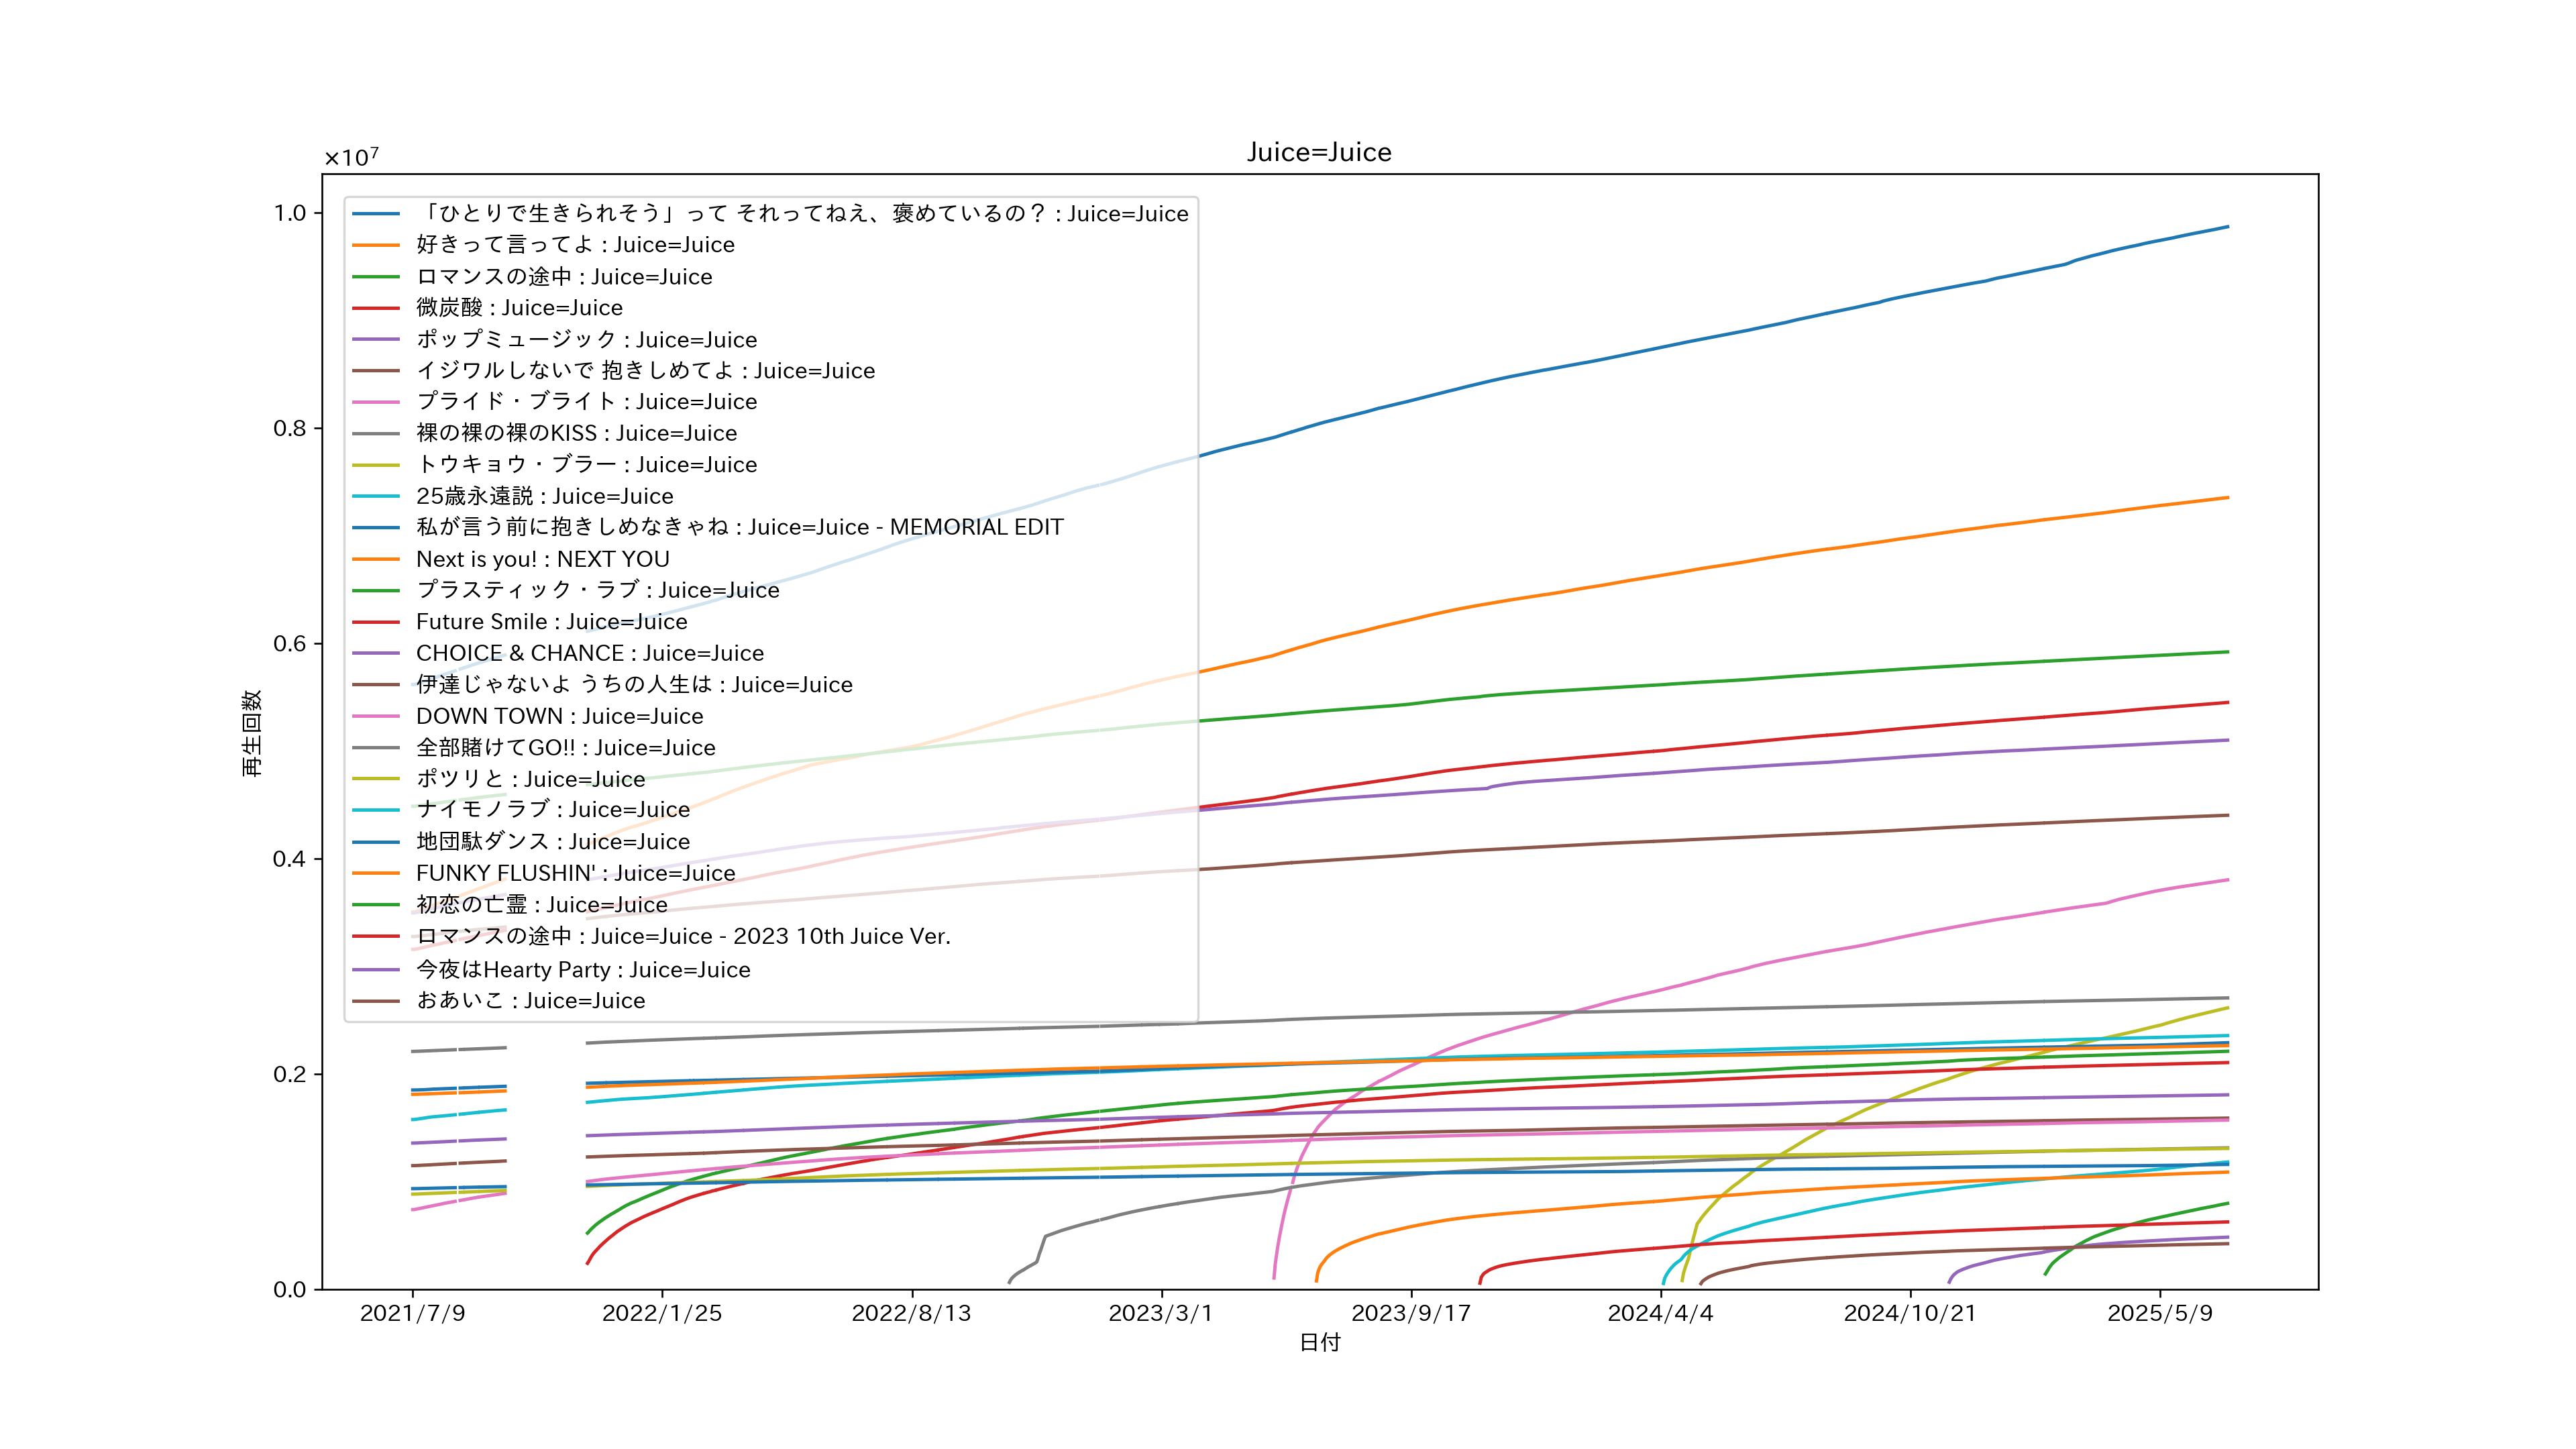 Juice=Juice
×10⁷
1.0
0.8
0.6
0.4
0.2
0.0
再生回数
「ひとりで生きられそう」って それってねえ、褒めているの？ : Juice=Juice
好きって言ってよ : Juice=Juice
ロマンスの途中 : Juice=Juice
微炭酸 : Juice=Juice
ポップミュージック : Juice=Juice
イジワルしないで 抱きしめてよ : Juice=Juice
プライド・ブライト : Juice=Juice
裸の裸の裸のKISS : Juice=Juice
トウキョウ・ブラー : Juice=Juice
25歳永遠説 : Juice=Juice
私が言う前に抱きしめなきゃね : Juice=Juice - MEMORIAL EDIT
Next is you! : NEXT YOU
プラスティック・ラブ : Juice=Juice
Future Smile : Juice=Juice
CHOICE & CHANCE : Juice=Juice
伊達じゃないよ うちの人生は : Juice=Juice
DOWN TOWN : Juice=Juice
全部賭けてGO!! : Juice=Juice
ポツリと : Juice=Juice
ナイモノラブ : Juice=Juice
地団駄ダンス : Juice=Juice
FUNKY FLUSHIN' : Juice=Juice
初恋の亡霊 : Juice=Juice
ロマンスの途中 : Juice=Juice - 2023 10th Juice Ver.
今夜はHearty Party : Juice=Juice
おあいこ : Juice=Juice
2021/7/9
2022/1/25
2022/8/13
2023/3/1
2023/9/17
2024/4/4
2024/10/21
2025/5/9
日付